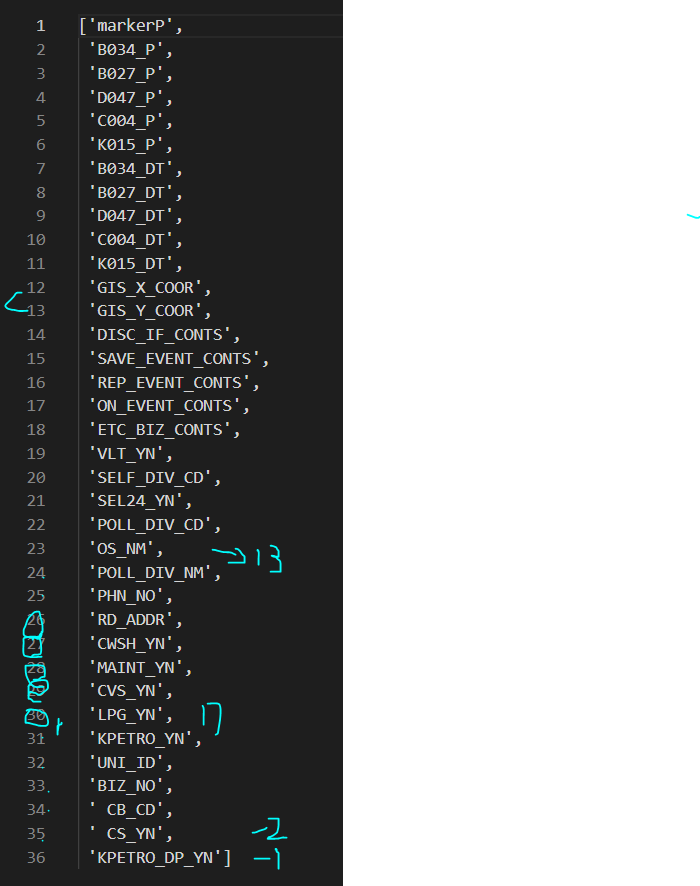 1 ['markerP',
2 'B034_P',
3 'B027_P',
4 'D047_P',
5 'C004_P',
6 'K015_P',
7 'B034_DT',
8 'B027_DT',
9 'D047_DT',
10 'C004_DT',
11 'K015_DT',
12 'GIS_X_COOR',
13 'GIS_Y_COOR',
14 'DISC_IF_CONTS',
15 'SAVE_EVENT_CONTS',
16 'REP_EVENT_CONTS',
17 'ON_EVENT_CONTS',
18 'ETC_BIZ_CONTS',
19 'VLT_YN',
20 'SELF_DIV_CD',
21 'SEL24_YN',
22 'POLL_DIV_CD',
23 'OS_NM', → 13
24 'POLL_DIV_NM',
25 'PHN_NO',
26 'RD_ADDR',
27 'CWSH_YN',
28 'MAINT_YN',
29 'CVS_YN',
30 'LPG_YN', 17
31 'KPETRO_YN',
32 'UNI_ID',
33 'BIZ_NO',
34 ' CB_CD',
35 ' CS_YN', -2
36 'KPETRO_DP_YN'] -1